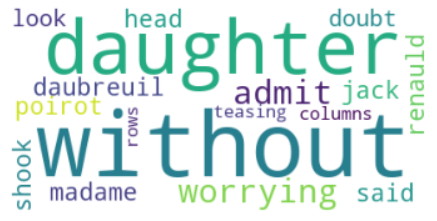 look head doubt
daughter
daubreuil admit jack
poirot teasing columns
without
shook rows renauld
madame worrying said